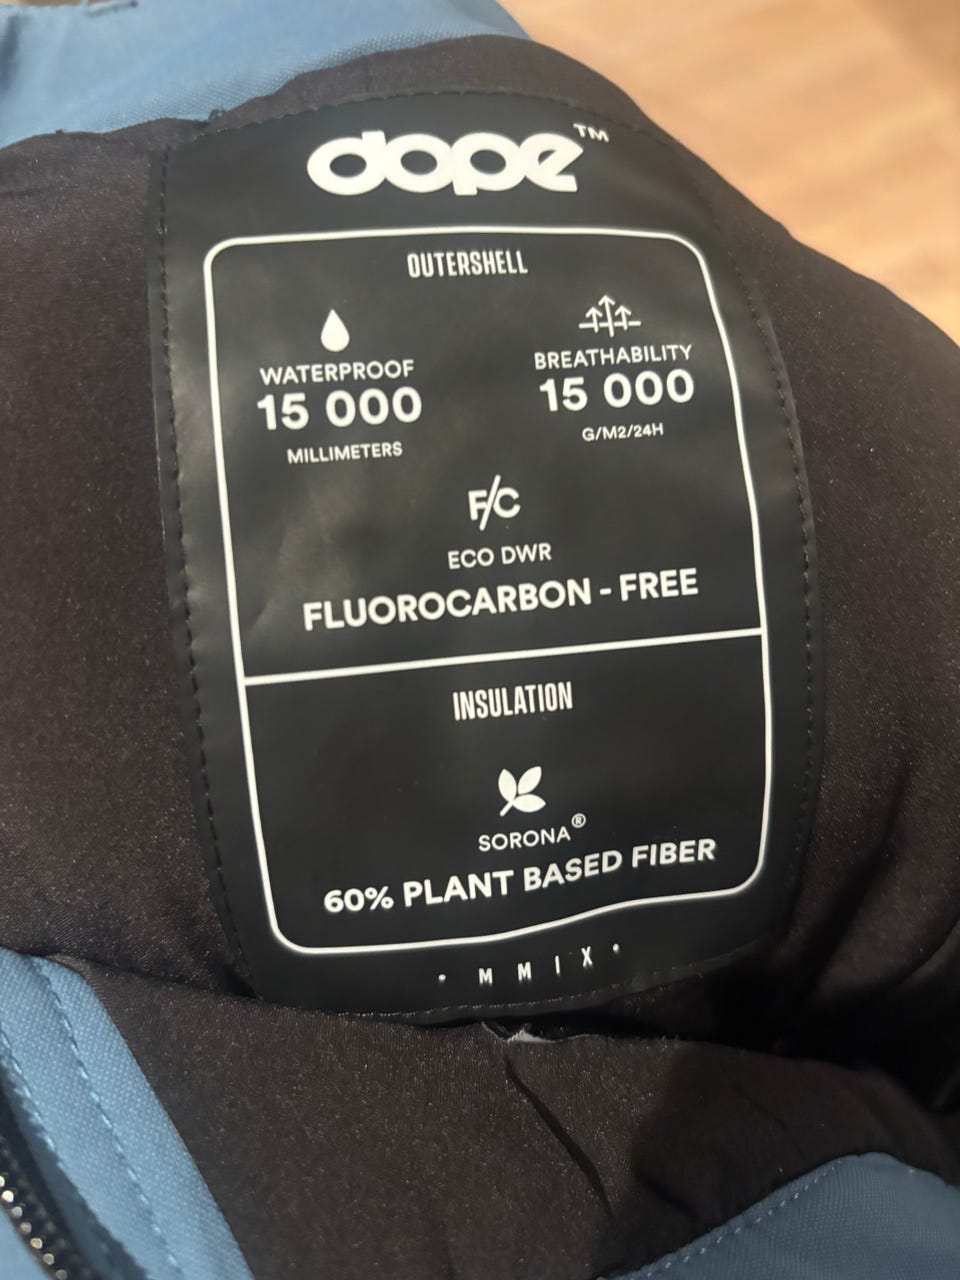 dope™
OUTERSHELL
WATERPROOF
15 000
MILLIMETERS
BREATHABILITY
15 000
G/M2/24H
F/C
ECO DWR
FLUOROCARBON - FREE
INSULATION
SORONA®
60% PLANT BASED FIBER
• M M I X •